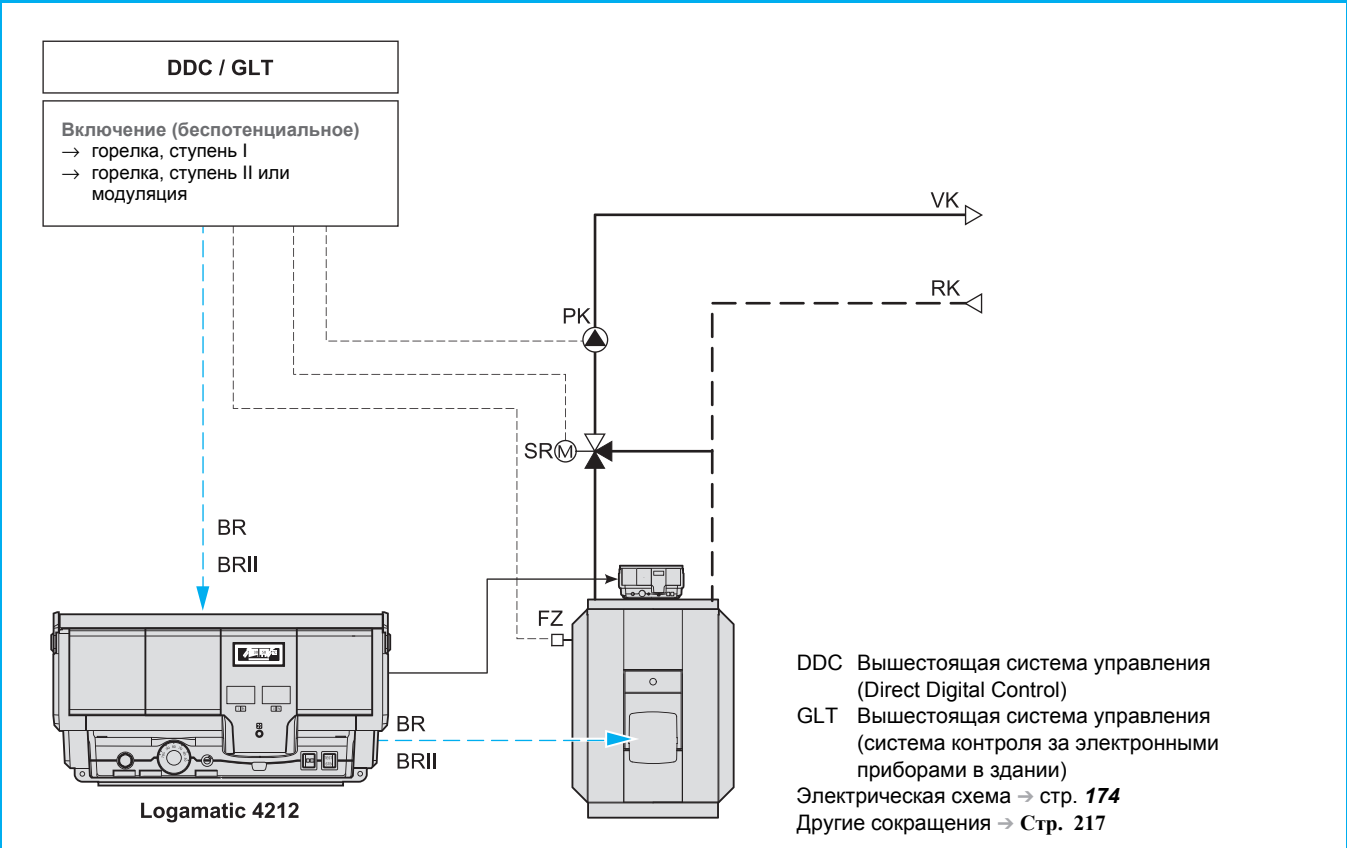 DDC / GLT
Включение (беспотенциальное)
→ горелка, ступень I
→ горелка, ступень II или
модуляция
VK
RK
PK
SR
M
BR
BRII
FZ
BR
BRII
Logamatic 4212
DDC Вышестоящая система управления
(Direct Digital Control)
GLT Вышестоящая система управления
(система контроля за электронными
приборами в здании)
Электрическая схема → стр. 174
Другие сокращения → Стр. 217